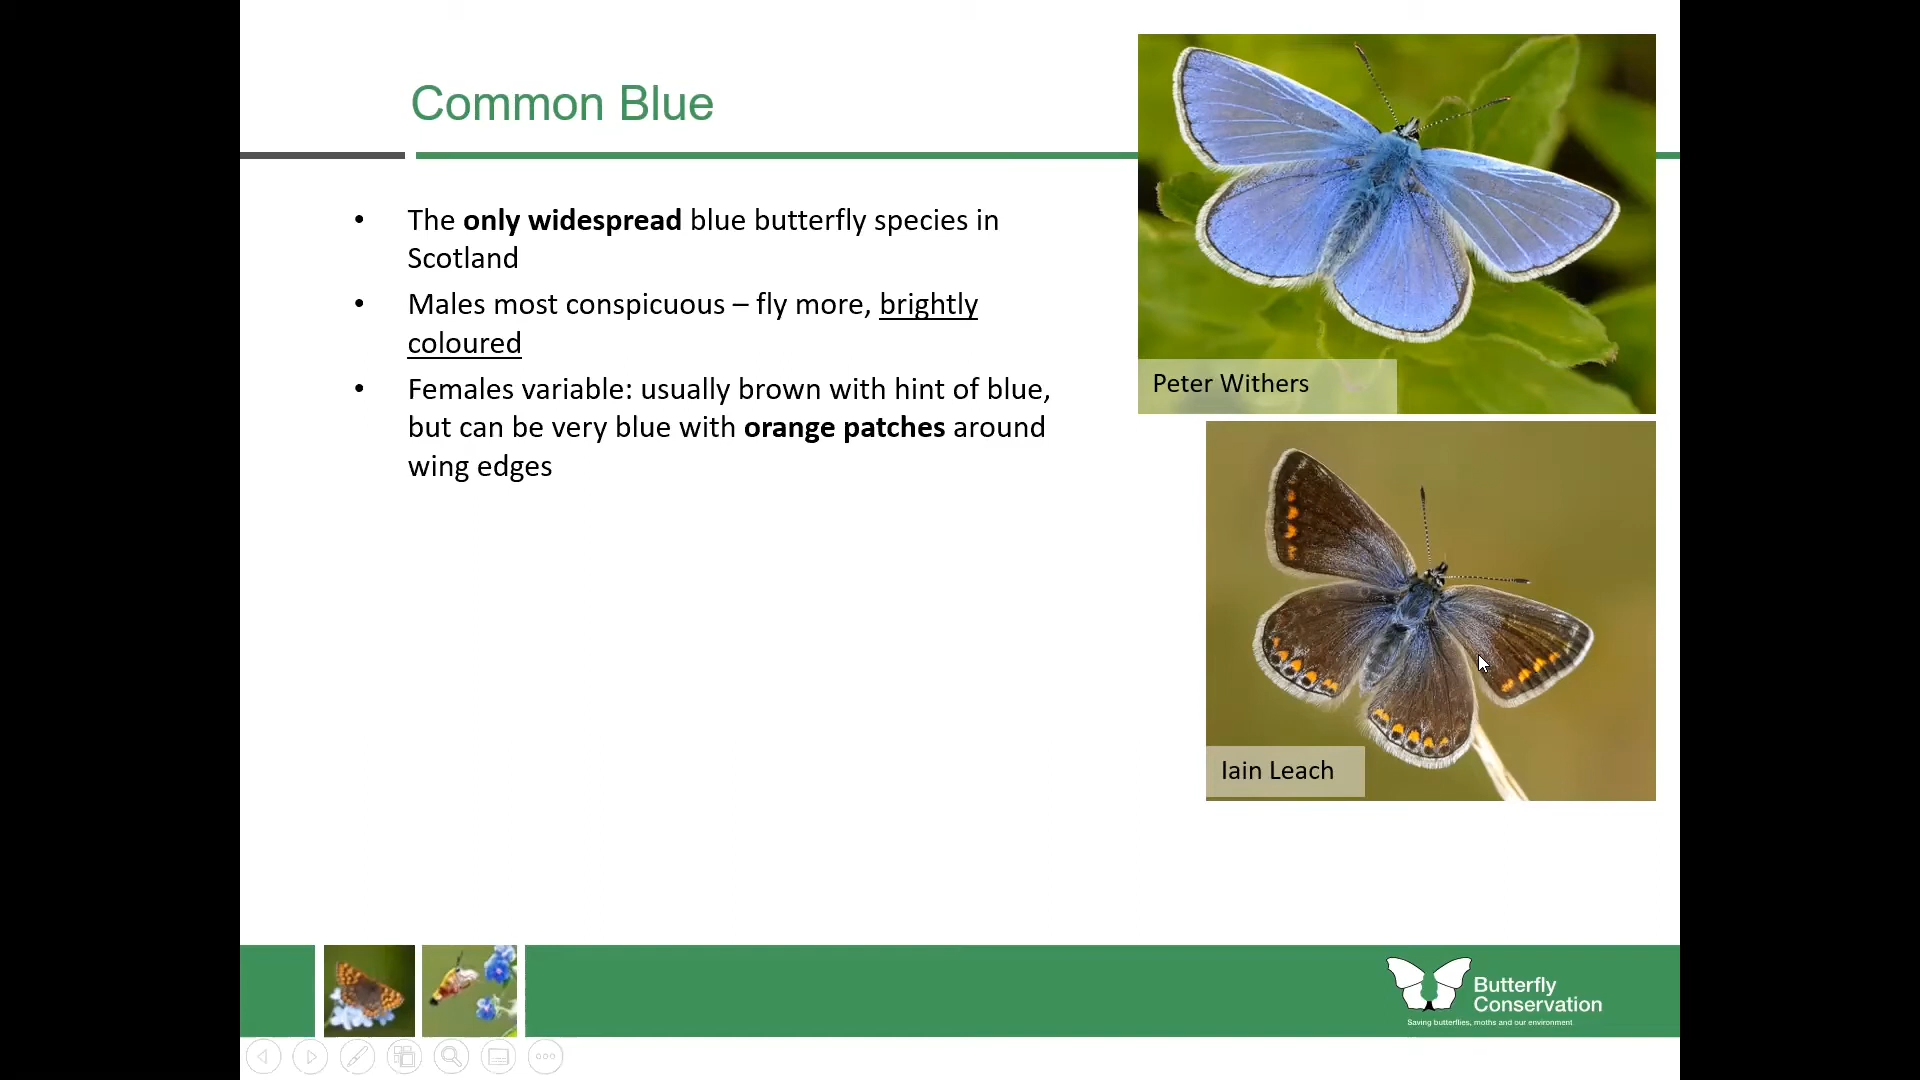 Common Blue
• The only widespread blue butterfly species in
Scotland
• Males most conspicuous – fly more, brightly
coloured
• Females variable: usually brown with hint of blue,
but can be very blue with orange patches around
wing edges
Peter Withers
Iain Leach
Butterfly
Conservation
Saving butterflies, moths and our environment